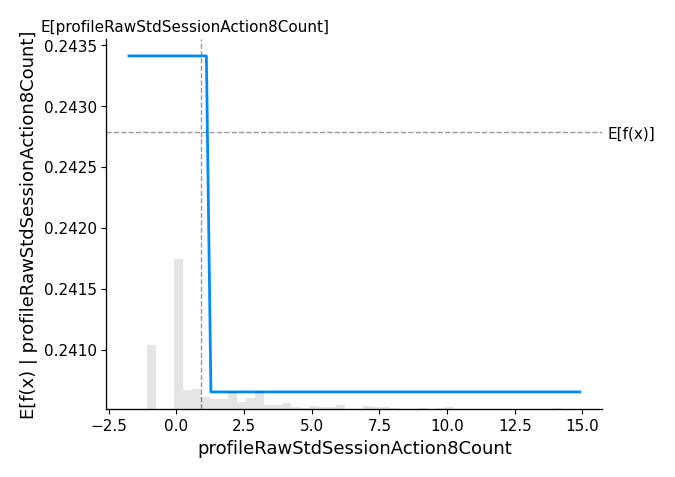 E[profileRawStdSessionAction8Count]
E[f(x) | profileRawStdSessionAction8Count]
0.2435
0.2430
0.2425
0.2420
0.2415
0.2410
E[f(x)]
−2.5 0.0 2.5 5.0 7.5 10.0 12.5 15.0
profileRawStdSessionAction8Count